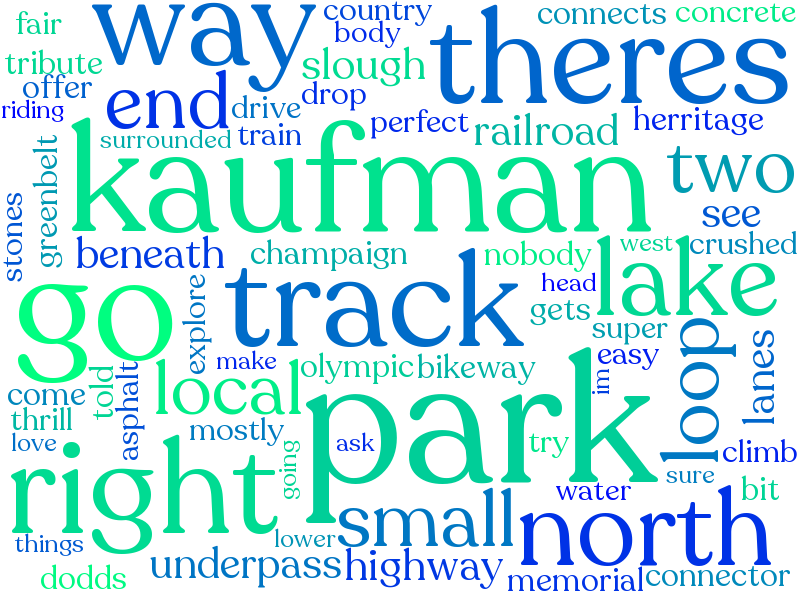 fair
way
country
body
theres
connects
concrete
tribute
offer
slough
riding
end
drive
drop
perfect
railroad
herritage
surrounded
train
kaufman
two
greenbelt
stones
see
beneath
champaign
nobody
west
crushed
go
explore
track
head
gets
lake
super
make
olympic
bikeway
im
easy
loop
lanes
come
told
asphalt
local
thrill
love
mostly
right
going
ask
park
try
climb
sure
bit
water
small
north
things
lower
underpass
highway
dodds
memorial
connector